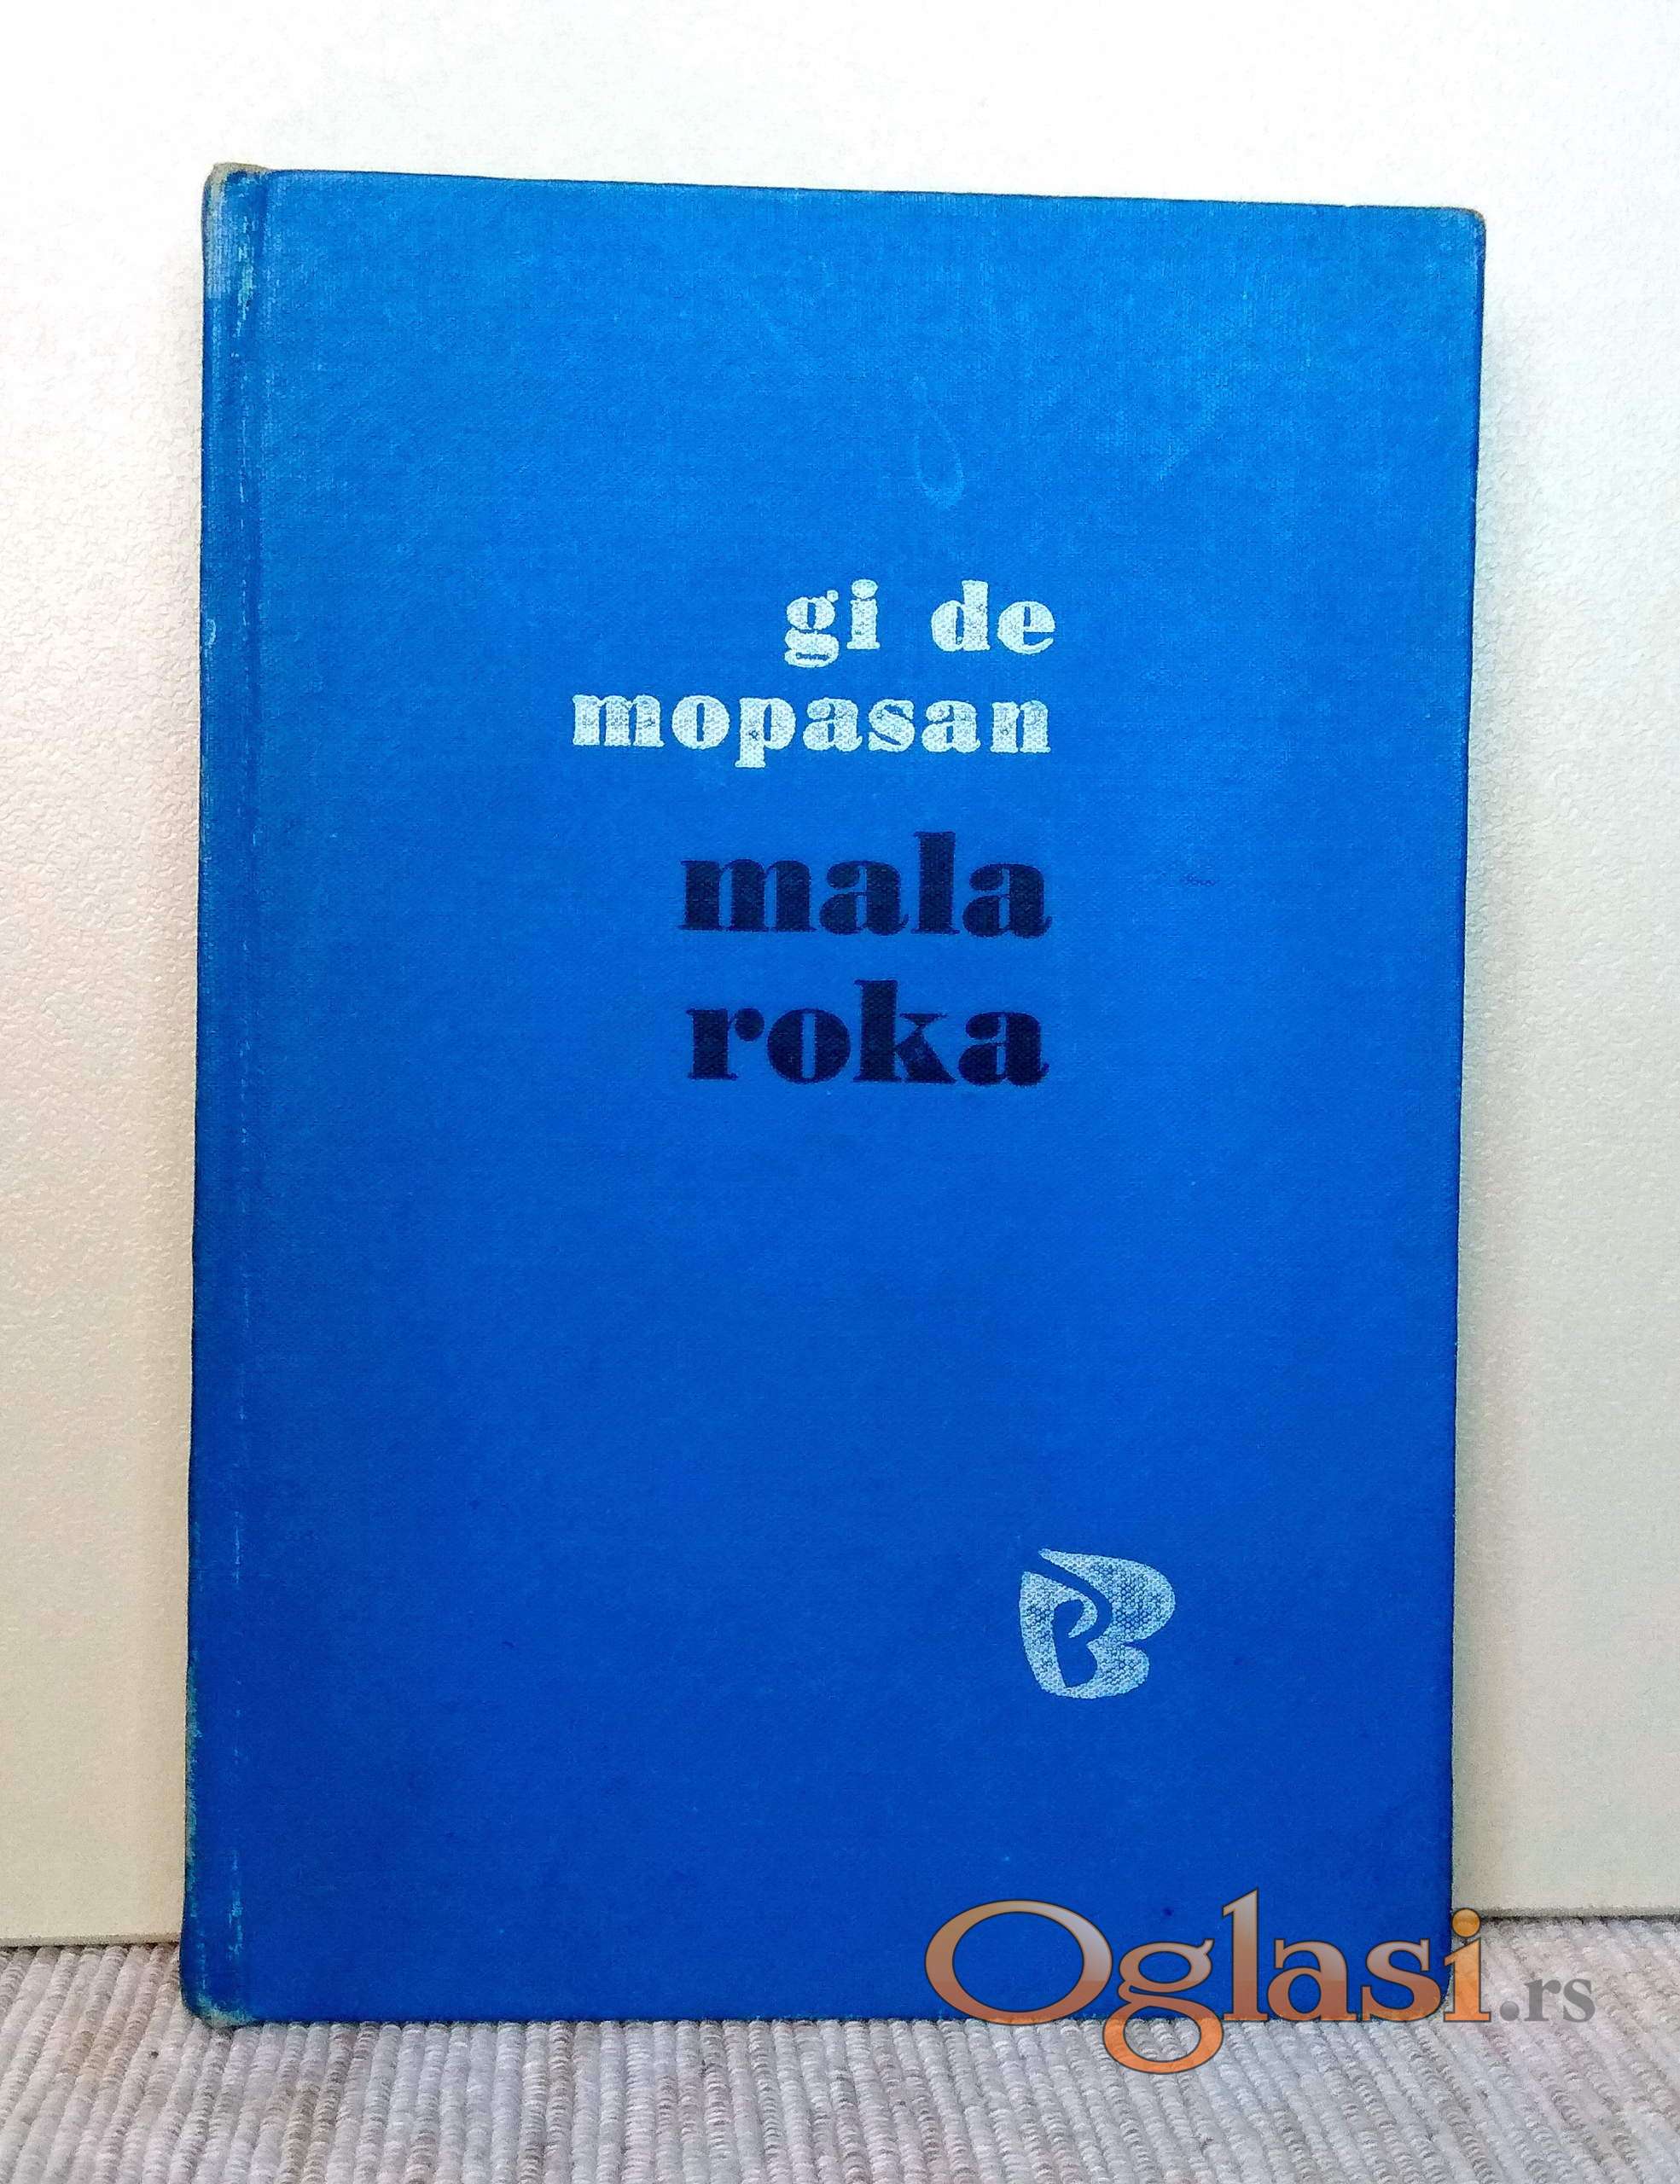 gi de
mopasan
mala
roka
B
Oglasi.rs